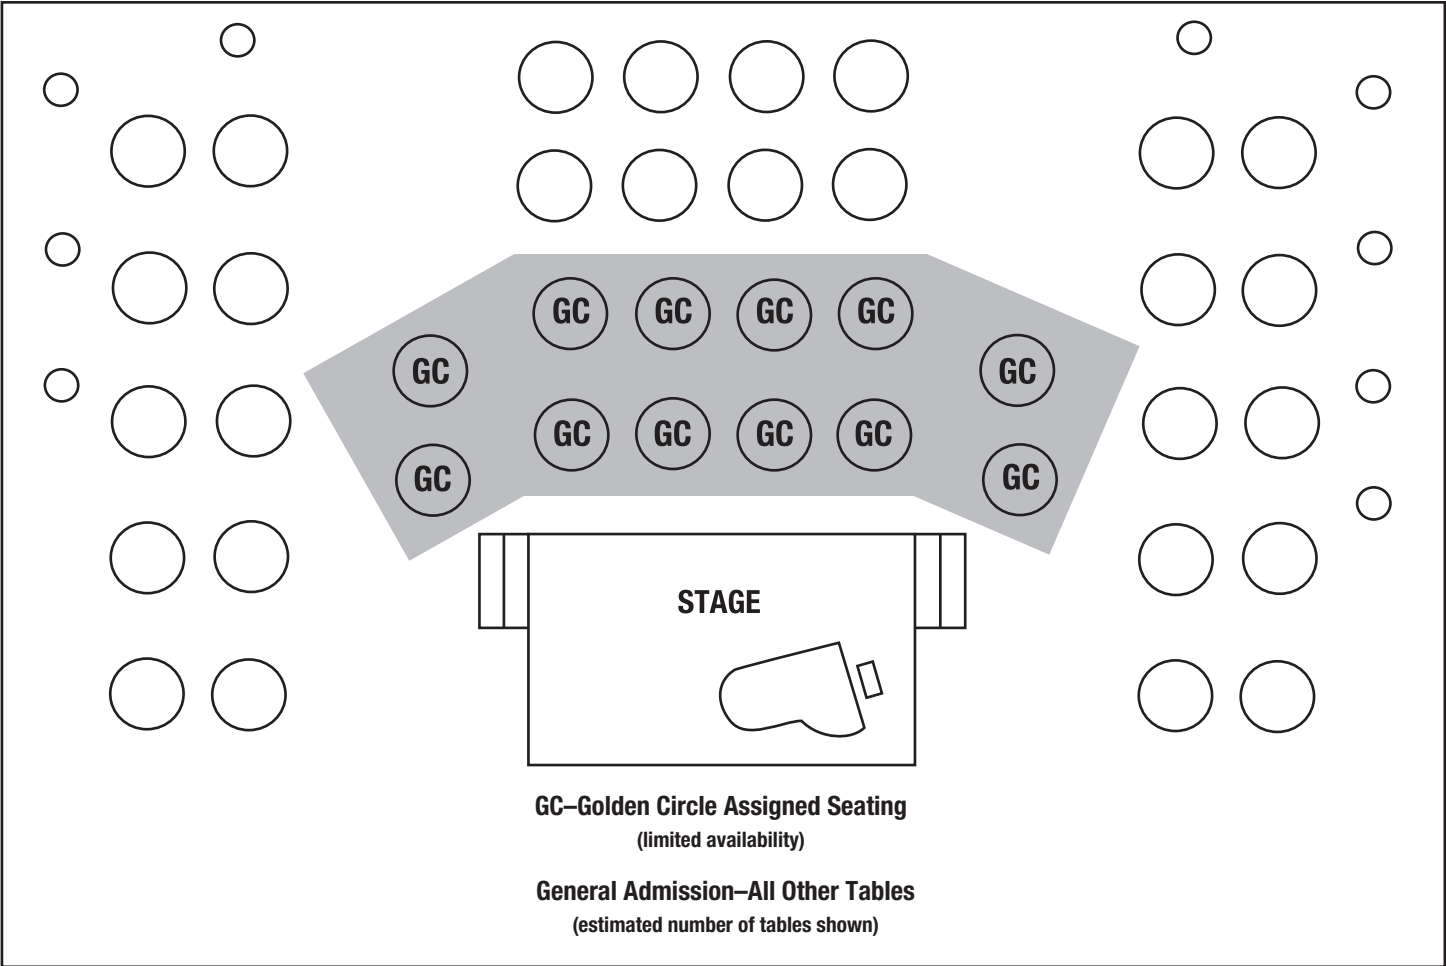 GC GC GC GC
GC GC
GC GC GC GC
GC GC
STAGE
GC–Golden Circle Assigned Seating
(limited availability)
General Admission–All Other Tables
(estimated number of tables shown)